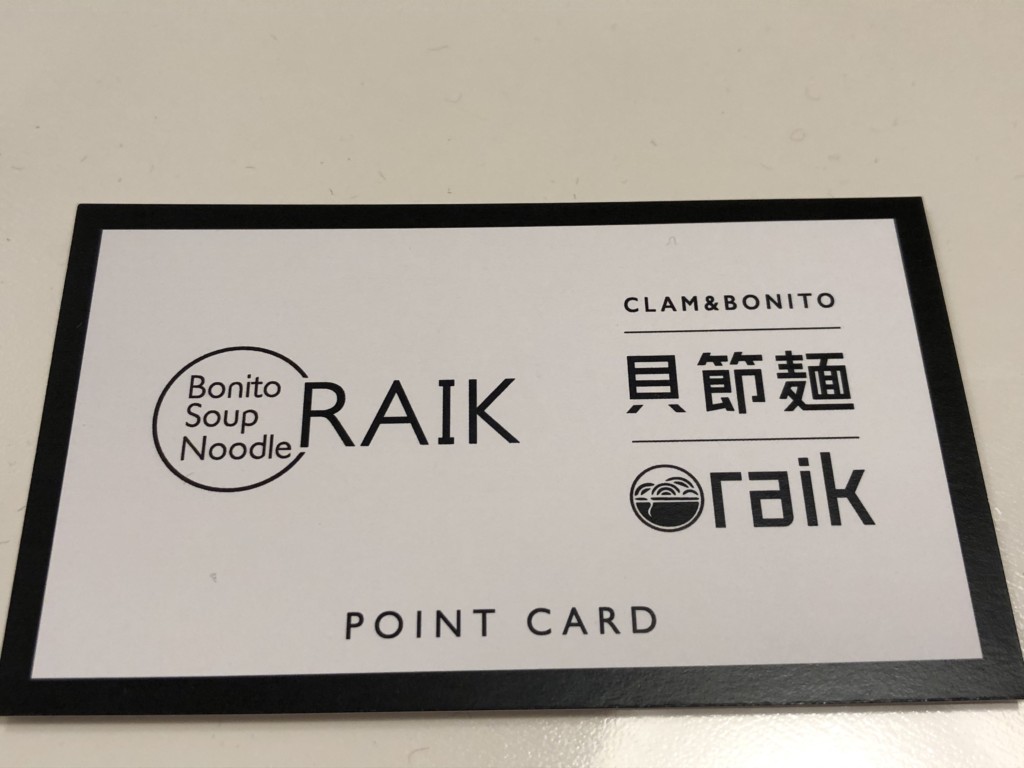 Bonito
Soup
Noodle
RAIK
CLAM&BONITO
貝節麺
raik
POINT CARD